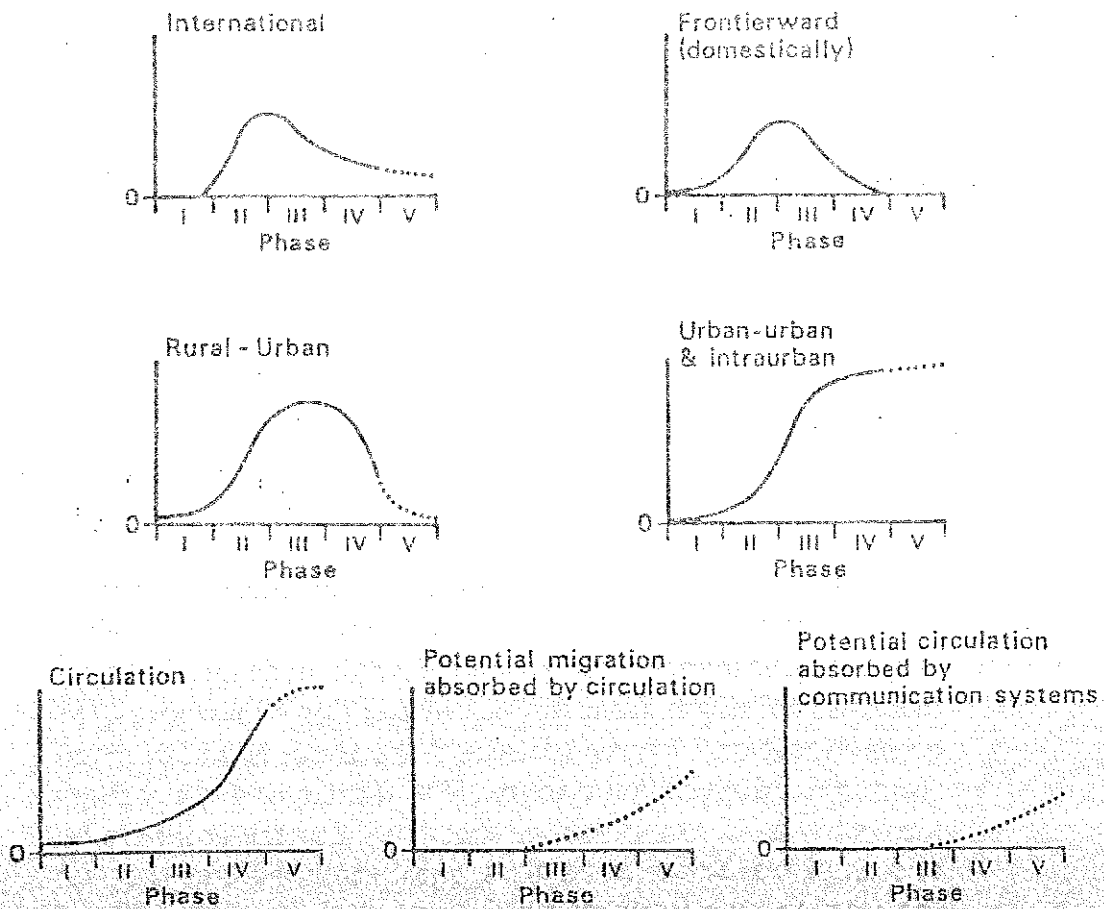 International
0
I II III IV V
Phase
Frontierward
(domestically)
0
I II III IV V
Phase
Rural - Urban
0
I II III IV V
Phase
Urban-urban
& intraurban
0
I II III IV V
Phase
Circulation
0
I II III IV V
Phase
Potential migration
absorbed by circulation
0
I II III IV V
Phase
Potential circulation
absorbed by
communication systems
0
I II III IV V
Phase